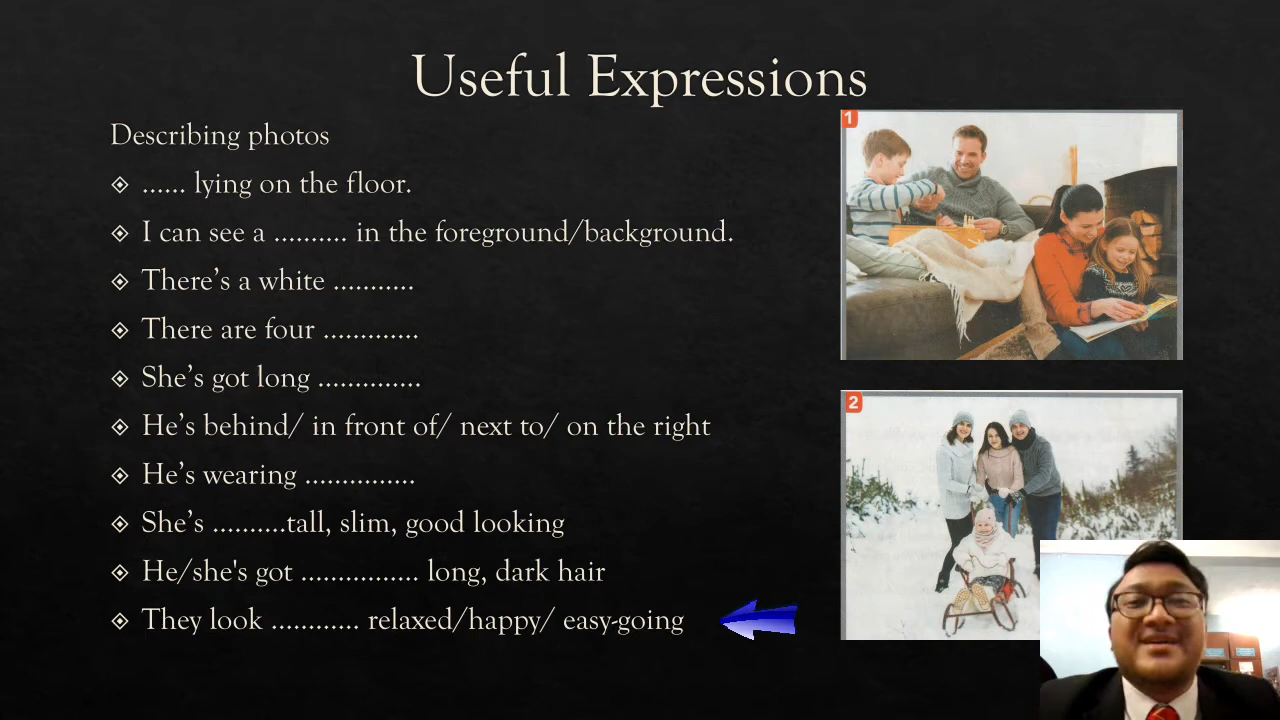 Useful Expressions
Describing photos
...... lying on the floor.
I can see a .......... in the foreground/background.
There's a white ...........
There are four .............
She's got long ..............
He's behind/ in front of/ next to/ on the right
He's wearing ...............
She's ..........tall, slim, good looking
He/she's got ................ long, dark hair
They look ............ relaxed/happy/ easy-going
1
2